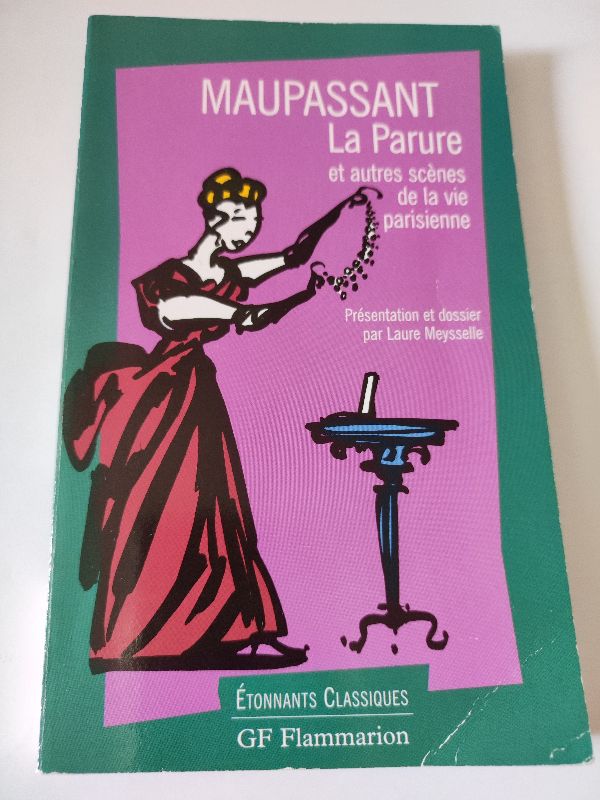 MAUPASSANT
La Parure
et autres scènes
de la vie
parisienne
Présentation et dossier
par Laure Meysselle
ÉTONNANTS CLASSIQUES
GF Flammarion